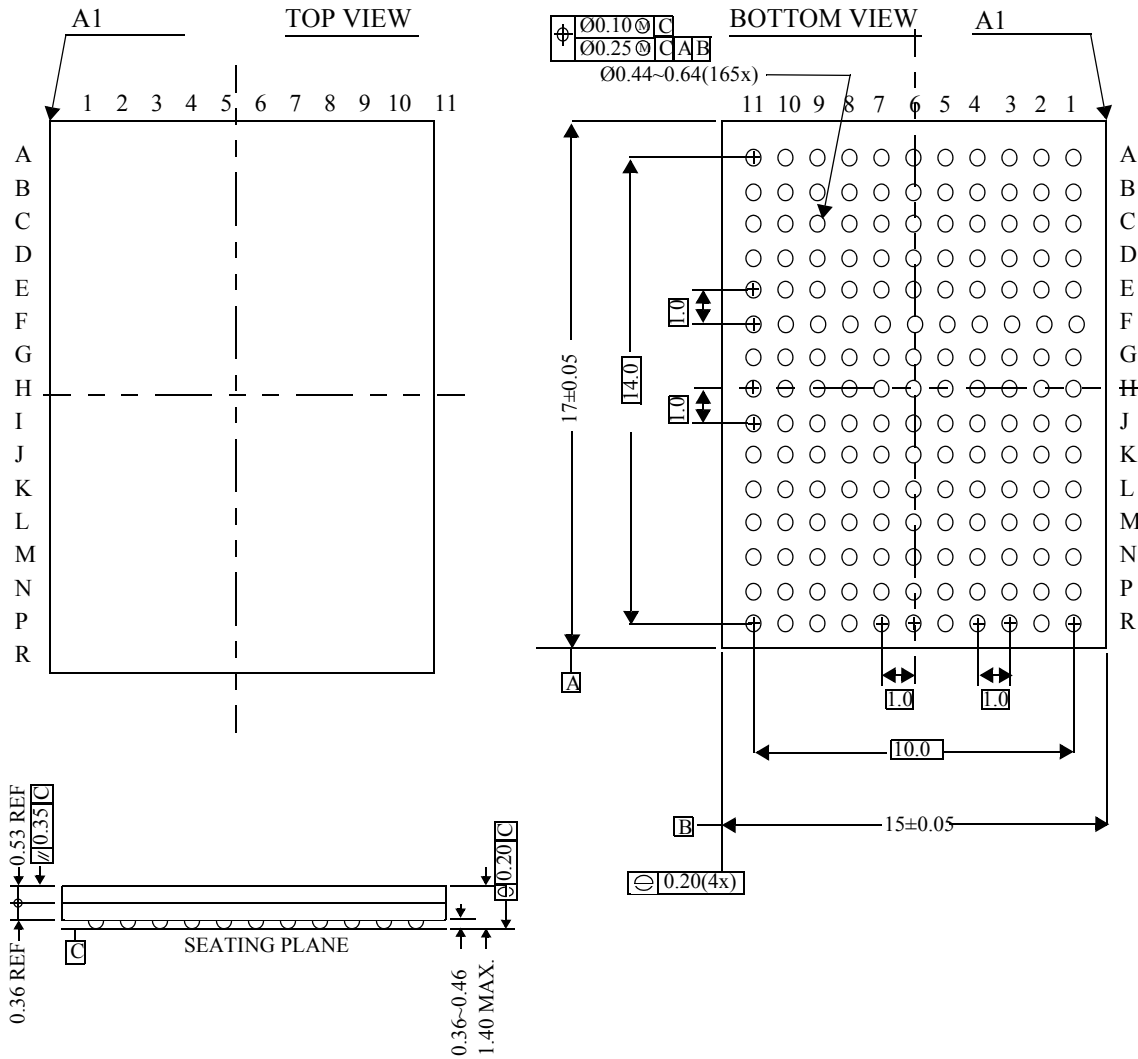 A1
TOP VIEW
1 2 3 4 5 6 7 8 9 10 11
A
B
C
D
E
F
G
H
I
J
K
L
M
N
P
R
Ø0.10 Ⓜ C
Ø0.25 Ⓜ C A B
BOTTOM VIEW
A1
Ø0.44~0.64(165x)
11 10 9 8 7 6 5 4 3 2 1
A
B
C
D
E
F
G
H
J
K
L
M
N
P
R
1.0
1.0
14.0
17±0.05
A
1.0
1.0
10.0
B
15±0.05
0.20(4x)
0.53 REF
// 0.35 C
0.20 C
C
SEATING PLANE
0.36 REF
0.36~0.46
1.40 MAX.